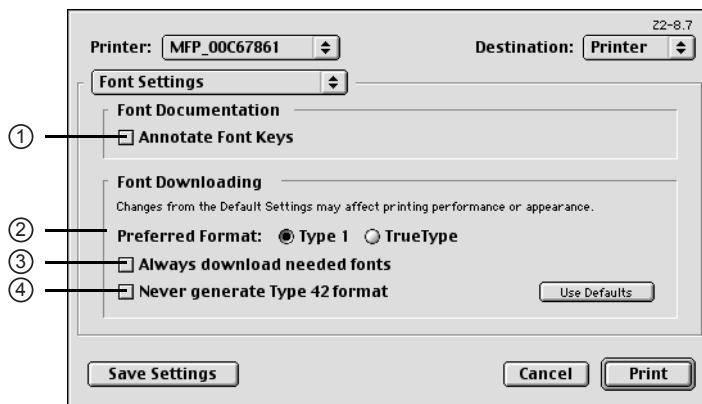 Z2-8.7
Printer: MFP_00C67861 Destination: Printer
Font Settings
Font Documentation
① Annotate Font Keys
Font Downloading
Changes from the Default Settings may affect printing performance or appearance.
② Preferred Format: Type 1 TrueType
③ Always download needed fonts
④ Never generate Type 42 format Use Defaults
Save Settings Cancel Print